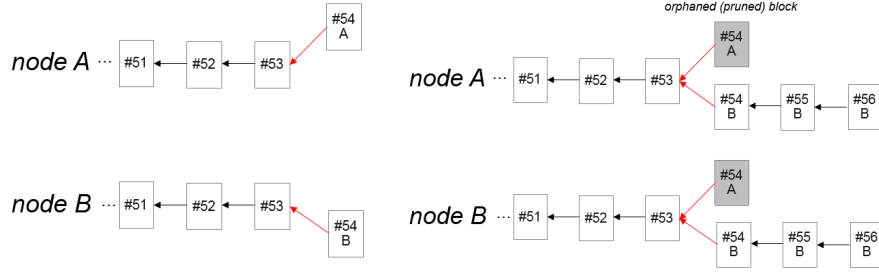 #54
A
node A ... #51 #52 #53
node B ... #51 #52 #53
#54
B
orphaned (pruned) block
#54
A
node A ... #51 #52 #53
#54 #55 #56
B B B
#54
A
node B ... #51 #52 #53
#54 #55 #56
B B B